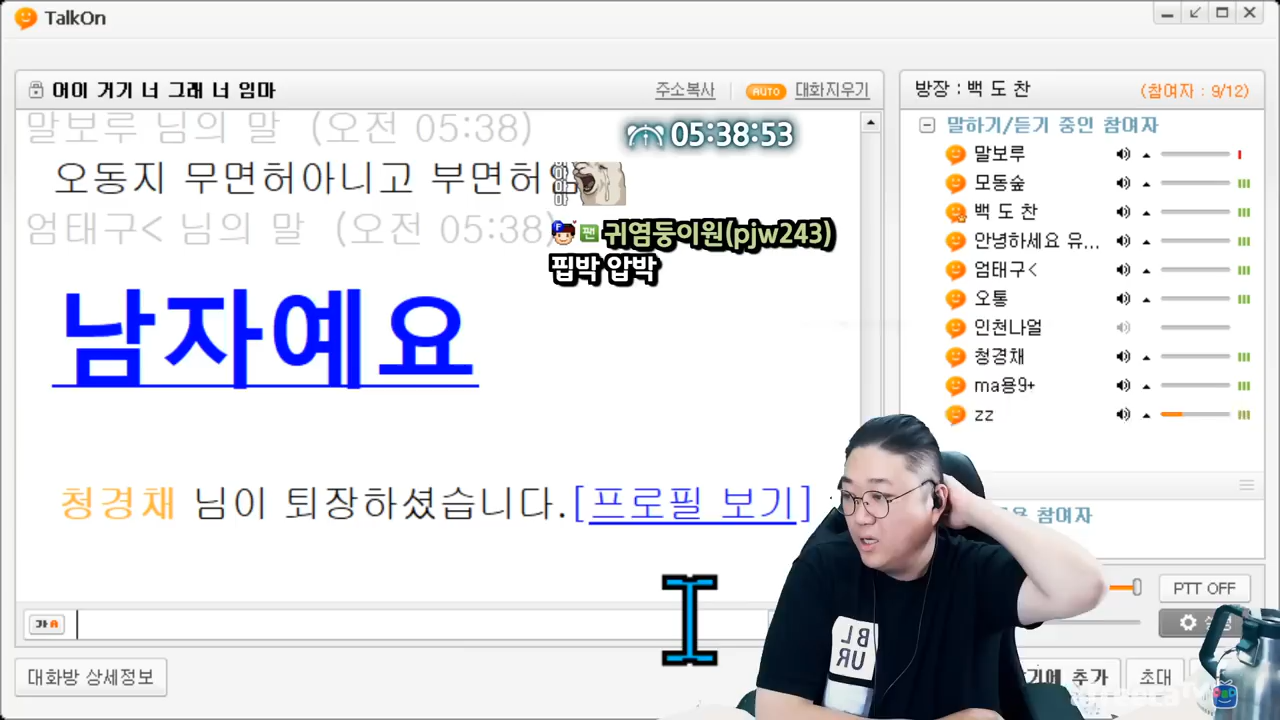 TalkOn
어이 거기 너 그래 너 임마
주소복사
AUTO
대화지우기
말보루 님의 말 (오전 05:38)
05:38:53
오동지 무면허아니고 부면허
엄태구< 님의 말 (오전 05:38)
팬 귀염둥이원(pjw243)
핍박 압박
남자예요
청경채 님이 퇴장하셨습니다.[프로필 보기]
가
대화방 상세정보
방장 : 백 도 찬
(참여자 : 9/12)
말하기/듣기 중인 참여자
말보루
모동숲
백 도 찬
안녕하세요 유...
엄태구<
오통
인천나얼
청경채
ma용9+
zz
참여자
PTT OFF
BLUR
추가
초대